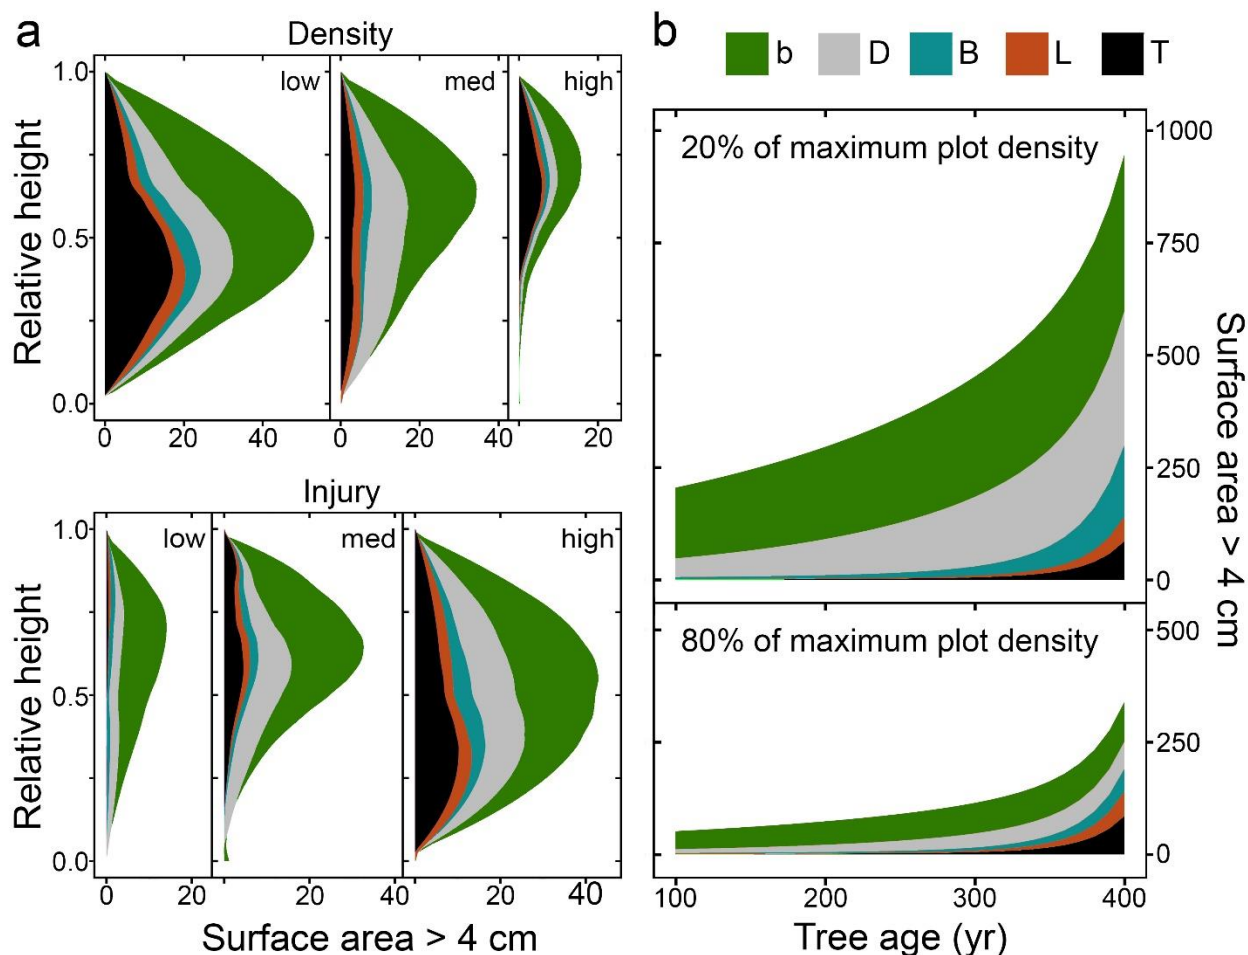 a
Density
low
med
high
1.0
0.5
0.0
Relative height
0
20
40
0
20
40
20
Injury
low
med
high
1.0
0.5
0.0
Relative height
0
20
0
20
40
0
20
40
Surface area > 4 cm
b
b D B L T
20% of maximum plot density
1000
750
500
250
0
80% of maximum plot density
500
250
0
Surface area > 4 cm
100
200
300
400
Tree age (yr)